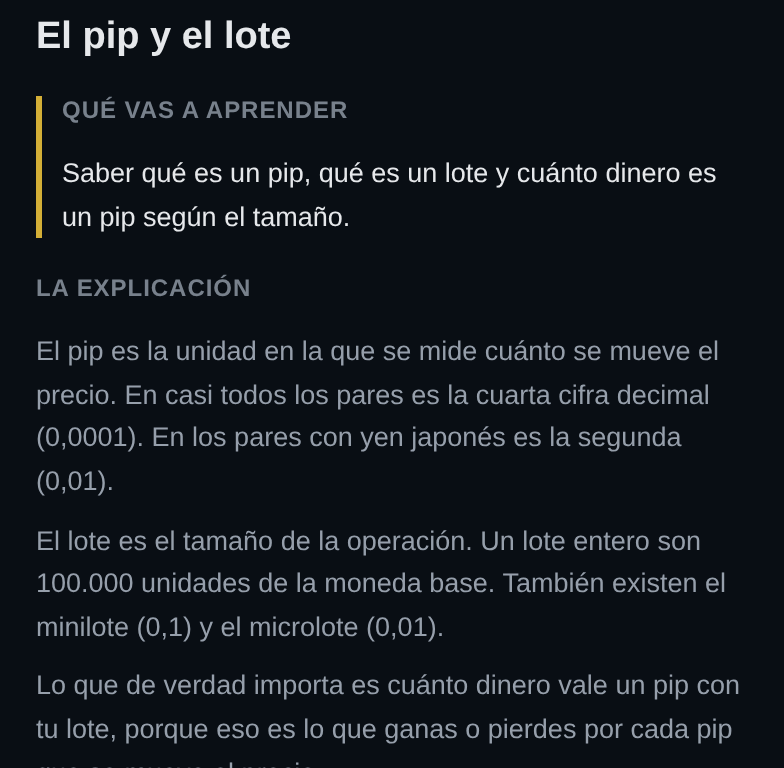 El pip y el lote
QUÉ VAS A APRENDER
Saber qué es un pip, qué es un lote y cuánto dinero es
un pip según el tamaño.
LA EXPLICACIÓN
El pip es la unidad en la que se mide cuánto se mueve el
precio. En casi todos los pares es la cuarta cifra decimal
(0,0001). En los pares con yen japonés es la segunda
(0,01).
El lote es el tamaño de la operación. Un lote entero son
100.000 unidades de la moneda base. También existen el
minilote (0,1) y el microlote (0,01).
Lo que de verdad importa es cuánto dinero vale un pip con
tu lote, porque eso es lo que ganas o pierdes por cada pip
que se mueve el precio.